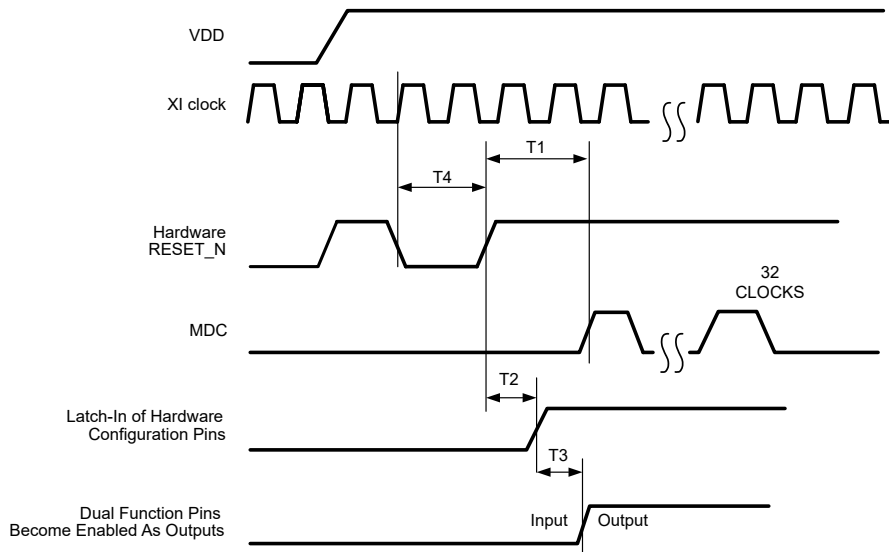 VDD
XI clock
T1
T4
Hardware
RESET_N
32
CLOCKS
MDC
T2
Latch-In of Hardware
Configuration Pins
T3
Dual Function Pins
Become Enabled As Outputs
Input
Output